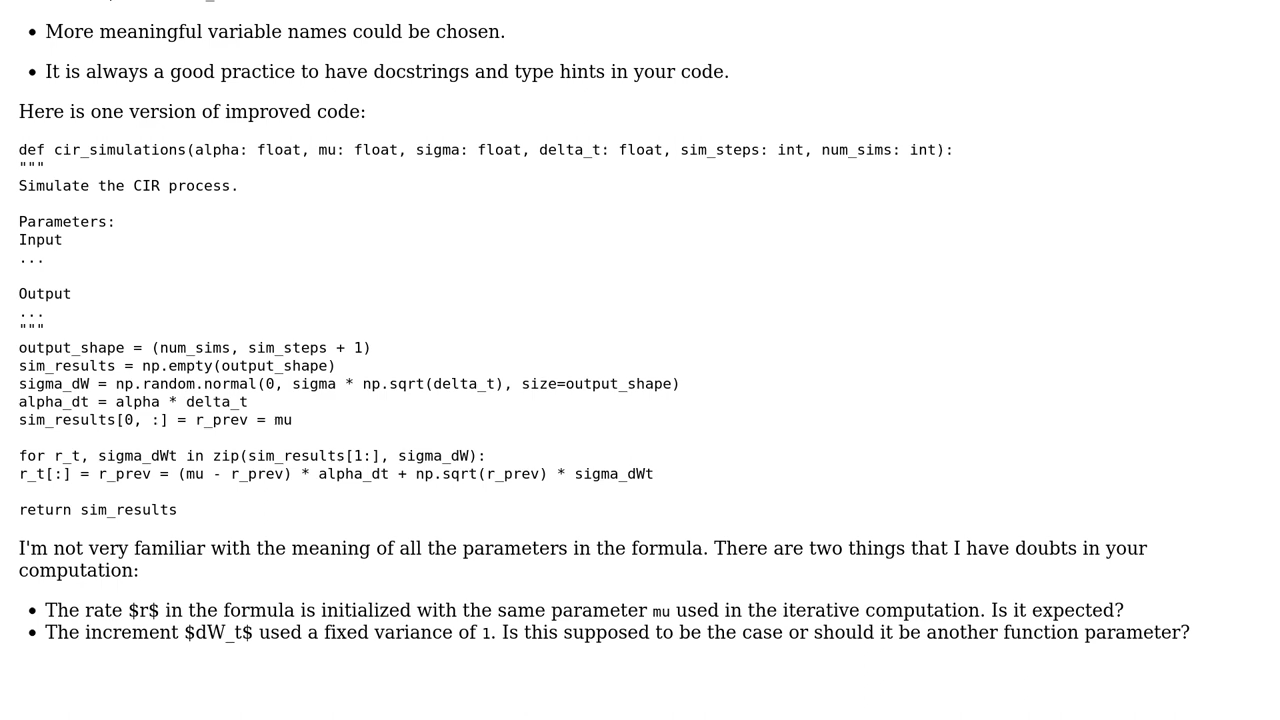 • More meaningful variable names could be chosen.
• It is always a good practice to have docstrings and type hints in your code.
Here is one version of improved code:
def cir_simulations(alpha: float, mu: float, sigma: float, delta_t: float, sim_steps: int, num_sims: int):
"""
Simulate the CIR process.
Parameters:
Input
...
Output
...
"""
output_shape = (num_sims, sim_steps + 1)
sim_results = np.empty(output_shape)
sigma_dW = np.random.normal(0, sigma * np.sqrt(delta_t), size=output_shape)
alpha_dt = alpha * delta_t
sim_results[0, :] = r_prev = mu
for r_t, sigma_dWt in zip(sim_results[1:], sigma_dW):
r_t[:] = r_prev = (mu - r_prev) * alpha_dt + np.sqrt(r_prev) * sigma_dWt
return sim_results
I'm not very familiar with the meaning of all the parameters in the formula. There are two things that I have doubts in your
computation:
• The rate $r$ in the formula is initialized with the same parameter mu used in the iterative computation. Is it expected?
• The increment $dW_t$ used a fixed variance of 1. Is this supposed to be the case or should it be another function parameter?